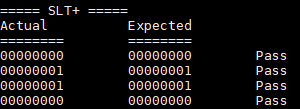 ===== SLT+ =====
Actual          Expected
========        ========
00000000        00000000        Pass
00000001        00000001        Pass
00000001        00000001        Pass
00000000        00000000        Pass